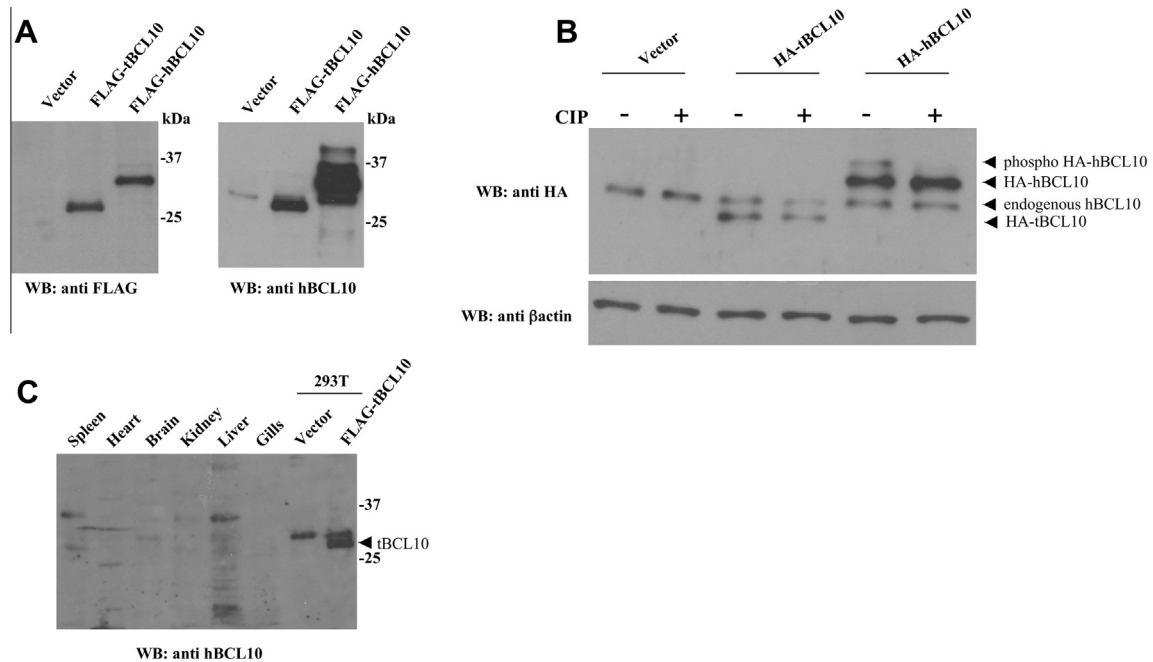 A
Vector
FLAG-tBCL10
FLAG-hBCL10
kDa
-37
-25
WB: anti FLAG
Vector
FLAG-tBCL10
FLAG-hBCL10
kDa
-37
-25
WB: anti hBCL10
B
Vector
HA-tBCL10
HA-hBCL10
CIP - + - + - +
WB: anti HA
phospho HA-hBCL10
HA-hBCL10
endogenous hBCL10
HA-tBCL10
WB: anti βactin
C
293T
Spleen
Heart
Brain
Kidney
Liver
Gills
Vector
FLAG-tBCL10
-37
tBCL10
-25
WB: anti hBCL10